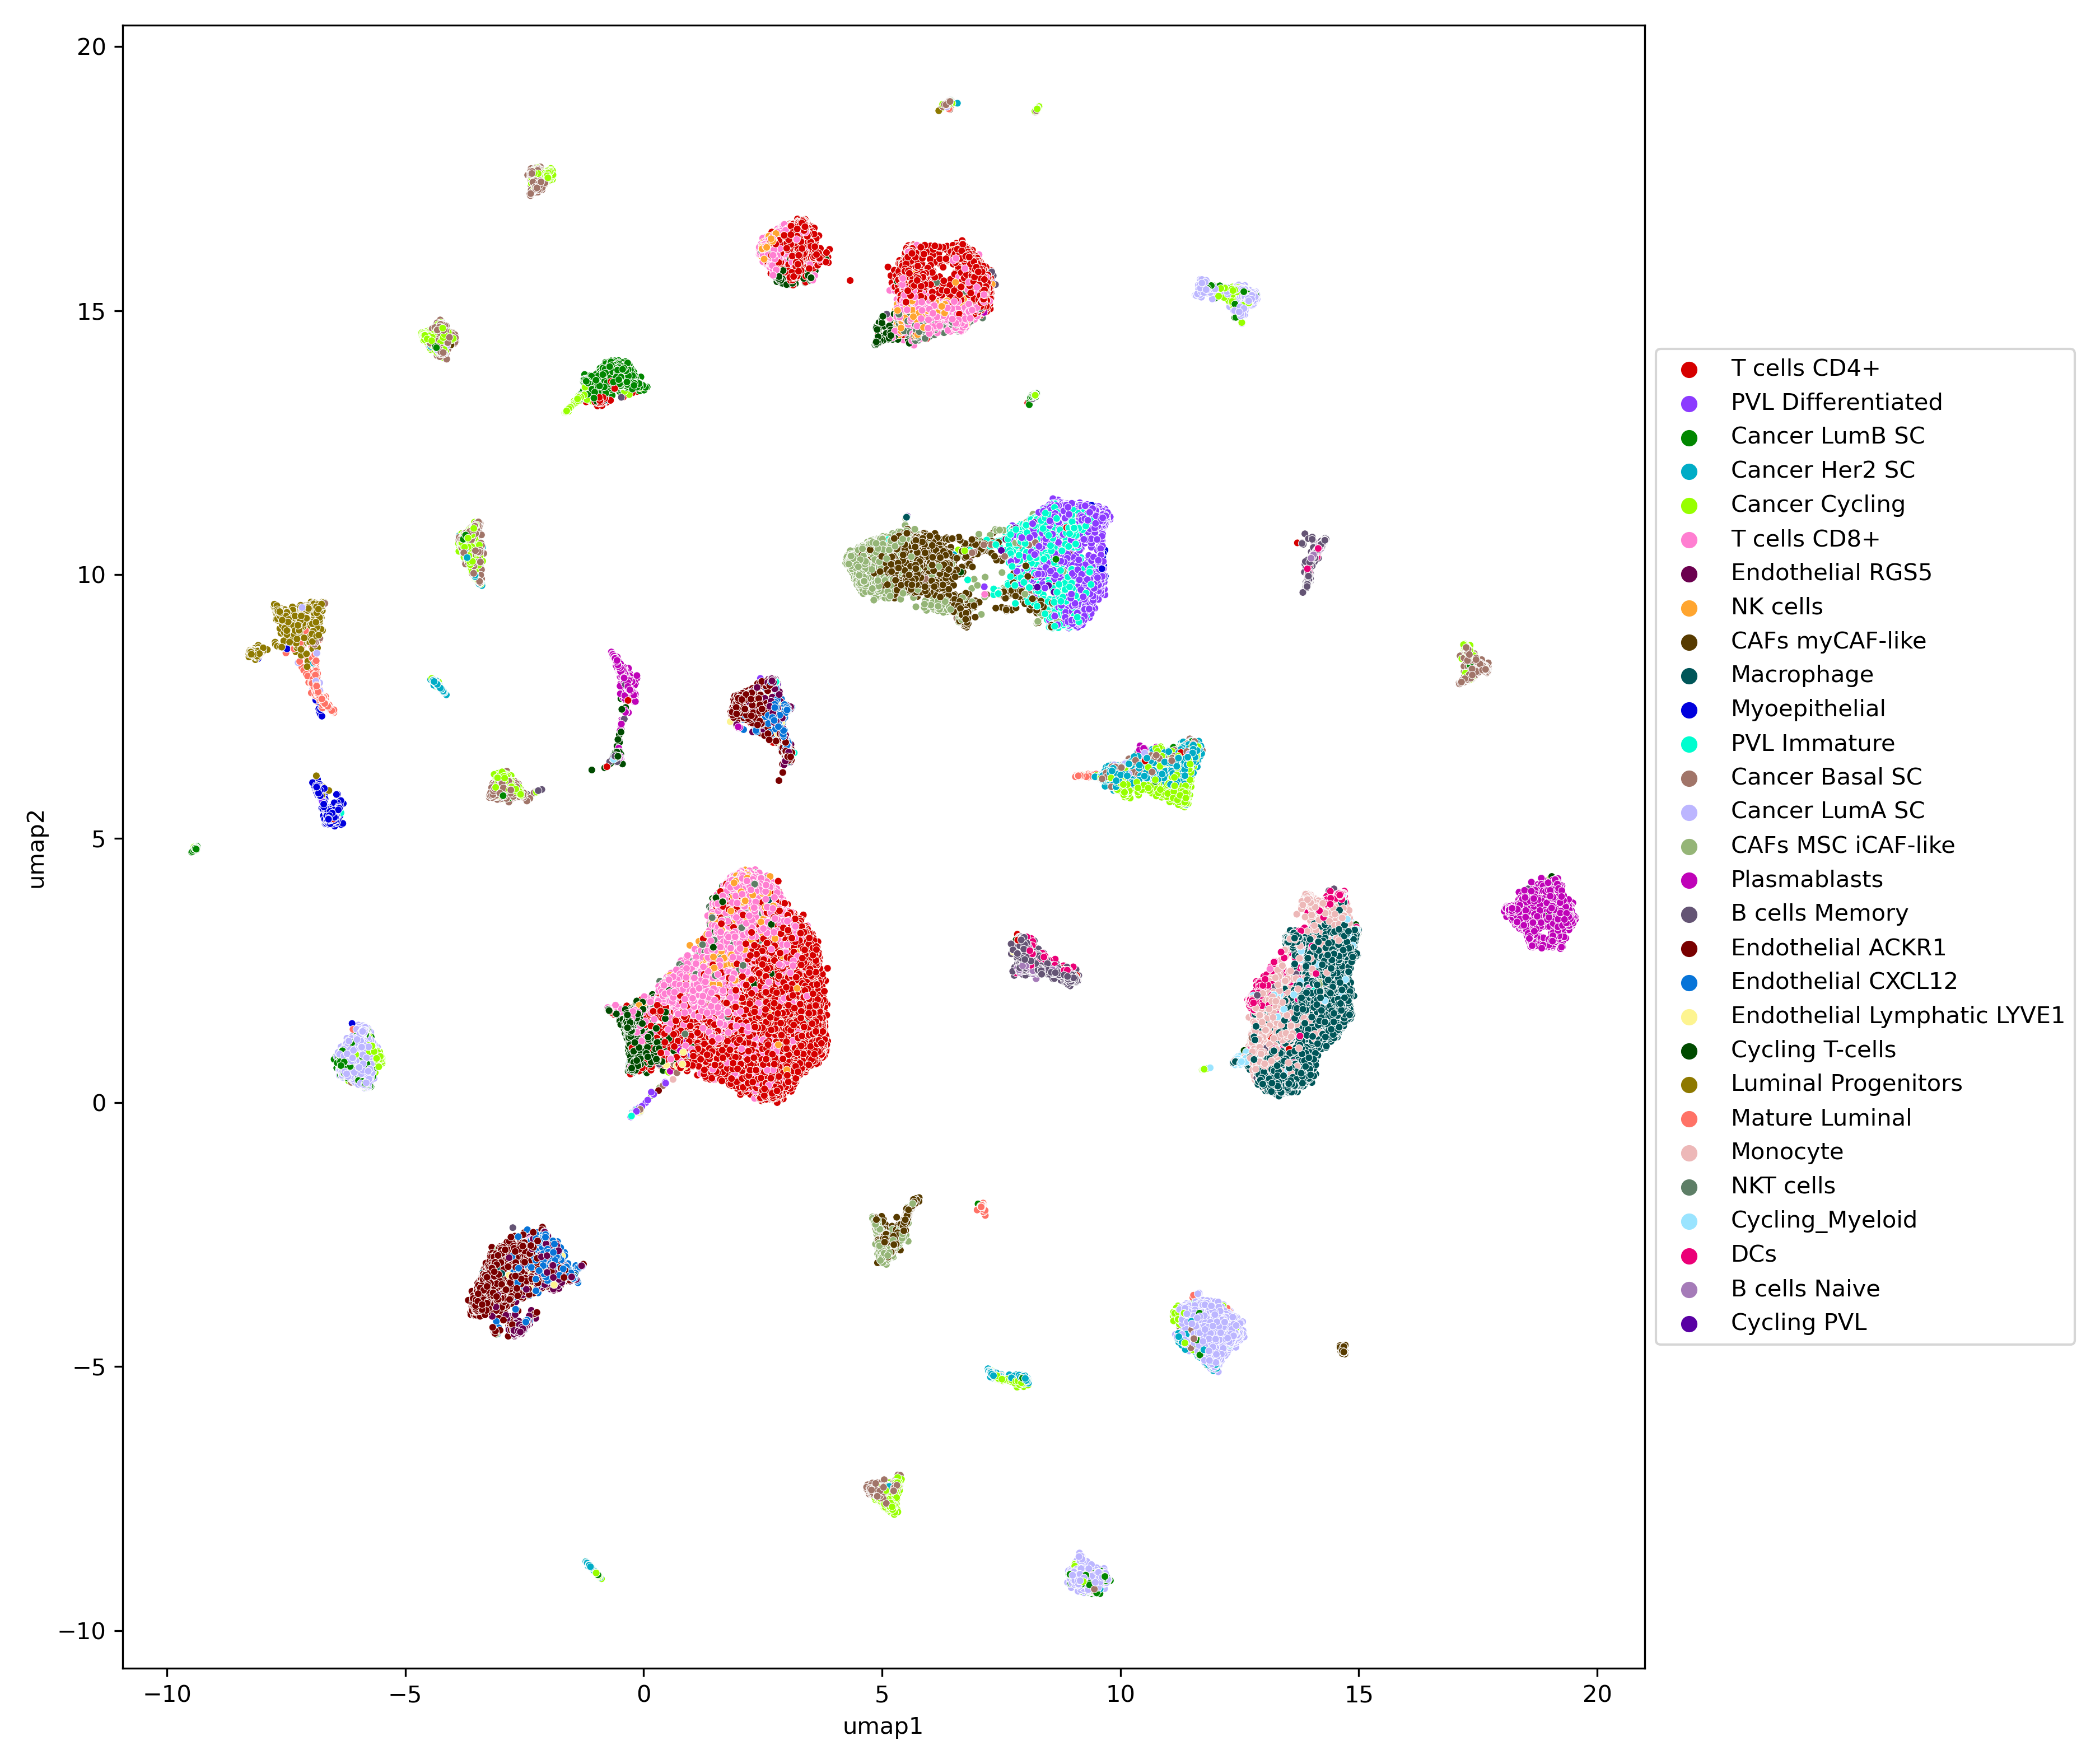 20
15
10
5
0
−5
−10
umap2
−10
−5
0
5
10
15
20
umap1
T cells CD4+
PVL Differentiated
Cancer LumB SC
Cancer Her2 SC
Cancer Cycling
T cells CD8+
Endothelial RGS5
NK cells
CAFs myCAF-like
Macrophage
Myoepithelial
PVL Immature
Cancer Basal SC
Cancer LumA SC
CAFs MSC iCAF-like
Plasmablasts
B cells Memory
Endothelial ACKR1
Endothelial CXCL12
Endothelial Lymphatic LYVE1
Cycling T-cells
Luminal Progenitors
Mature Luminal
Monocyte
NKT cells
Cycling_Myeloid
DCs
B cells Naive
Cycling PVL